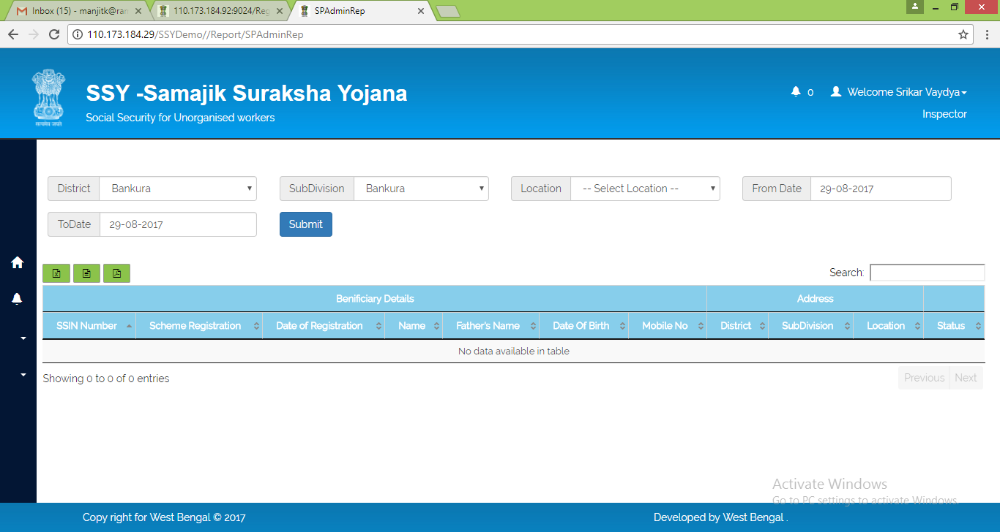 Inbox (15) - manjitk@ran
110.173.184.92:9024/Reg
SPAdminRep
110.173.184.29/SSYDemo//Report/SPAdminRep
SSY -Samajik Suraksha Yojana
0 Welcome Srikar Vaydya
सत्यमेव जयते
Social Security for Unorganised workers
Inspector
District Bankura SubDivision Bankura Location -- Select Location -- From Date 29-08-2017
ToDate 29-08-2017 Submit
Search:
Benificiary Details Address
SSIN Number Scheme Registration Date of Registration Name Father's Name Date Of Birth Mobile No District SubDivision Location Status
No data available in table
Showing 0 to 0 of 0 entries
Previous Next
Activate Windows
Go to PC settings to activate Windows.
Copy right for West Bengal © 2017 Developed by West Bengal .